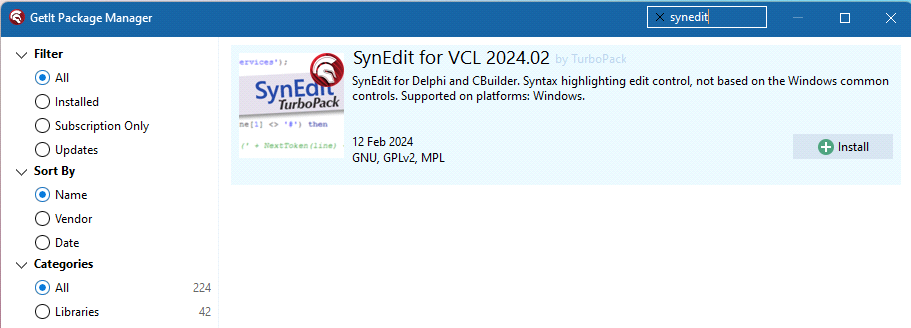 GetIt Package Manager
synedit
Filter
All
Installed
Subscription Only
Updates
Sort By
Name
Vendor
Date
Categories
All 224
Libraries 42
ervices');
SynEdit
TurboPack
ne[1] <> '#') then
(' + NextToken(line)
SynEdit for VCL 2024.02 by TurboPack
SynEdit for Delphi and CBuilder. Syntax highlighting edit control, not based on the Windows common
controls. Supported on platforms: Windows.
12 Feb 2024
GNU, GPLv2, MPL
Install